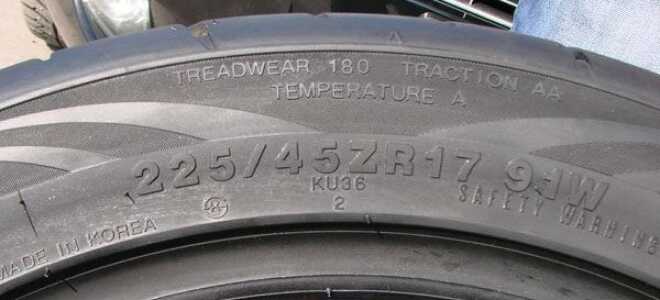 TREADWEAR 180 TRACTION AA
TEMPERATURE A
225/45ZR17 91W
KU36
2
SAFETY WARNING
MADE IN KOREA